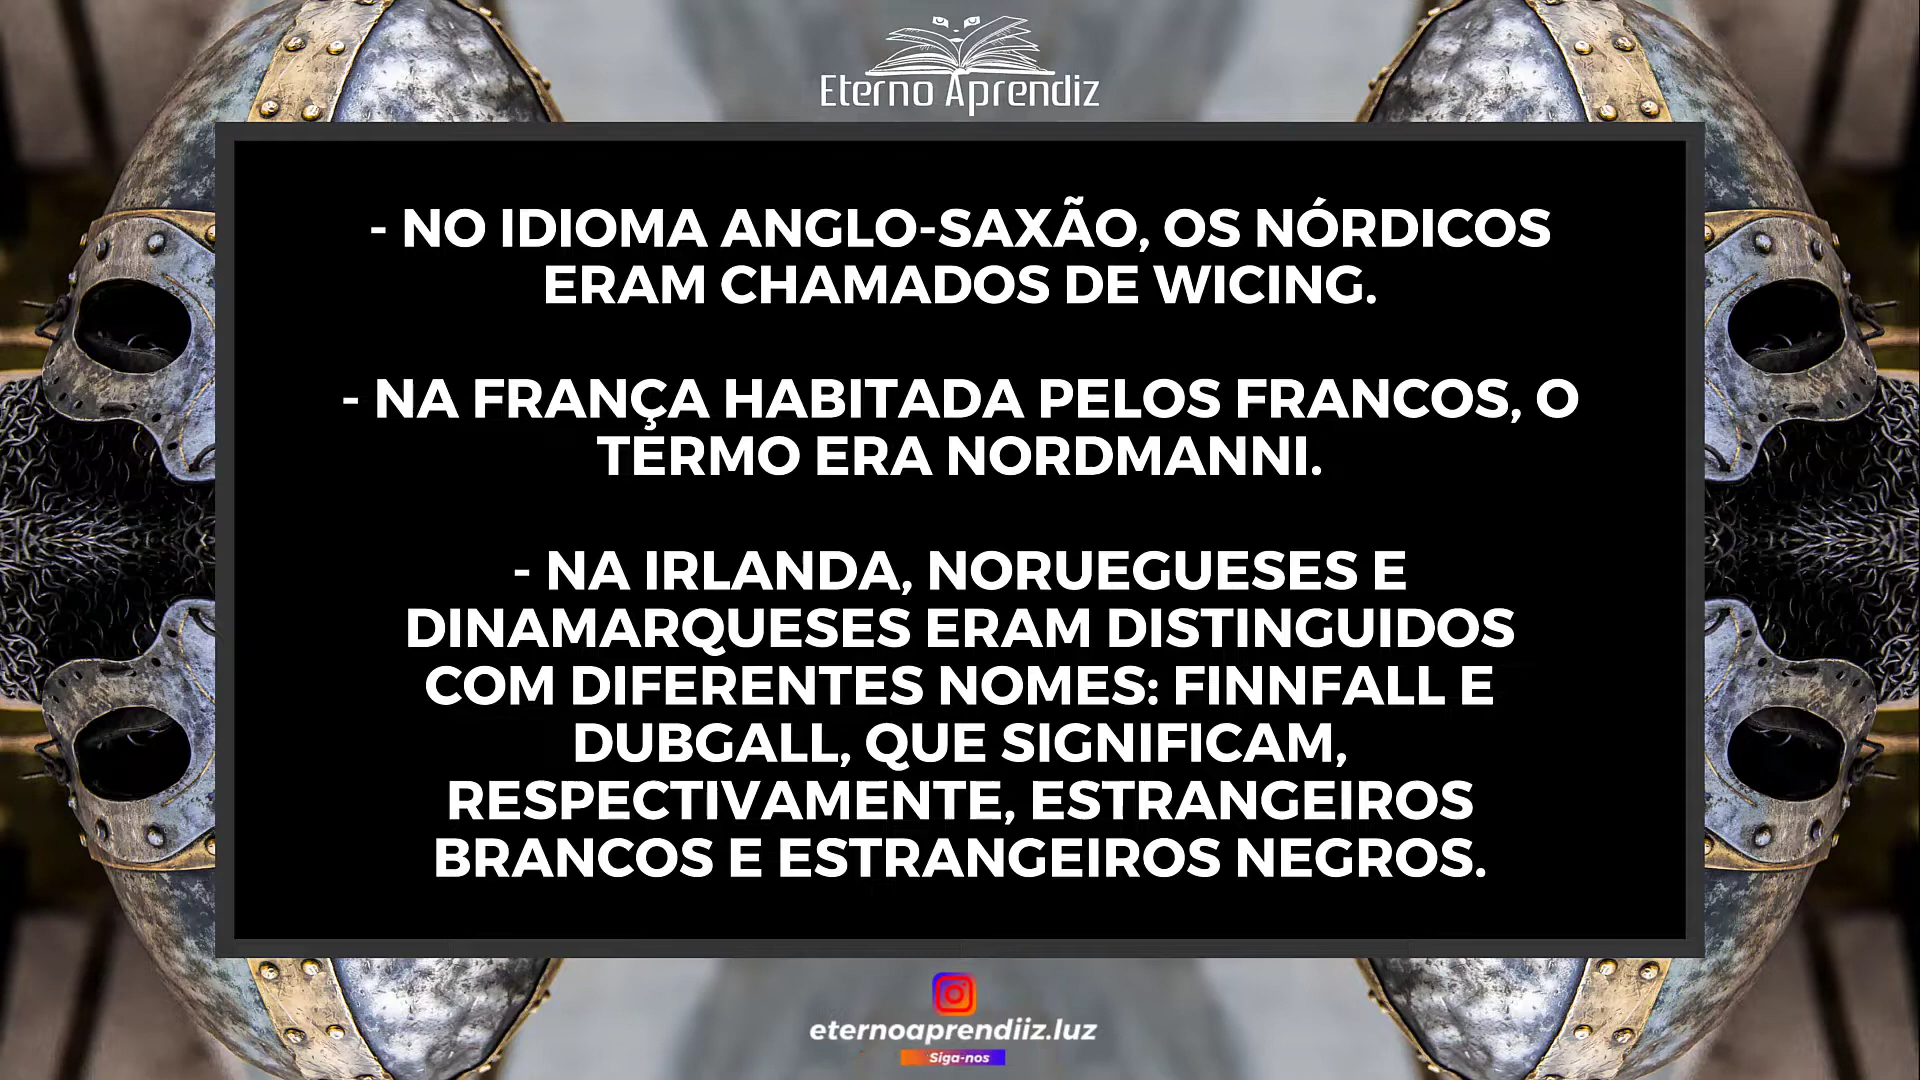 Eterno Aprendiz
- NO IDIOMA ANGLO-SAXÃO, OS NÓRDICOS
ERAM CHAMADOS DE WICING.
- NA FRANÇA HABITADA PELOS FRANCOS, O
TERMO ERA NORDMANNI.
- NA IRLANDA, NORUEGUESES E
DINAMARQUESES ERAM DISTINGUIDOS
COM DIFERENTES NOMES: FINNFALL E
DUBGALL, QUE SIGNIFICAM,
RESPECTIVAMENTE, ESTRANGEIROS
BRANCOS E ESTRANGEIROS NEGROS.
eternoaprendiiz.luz
Siga-nos